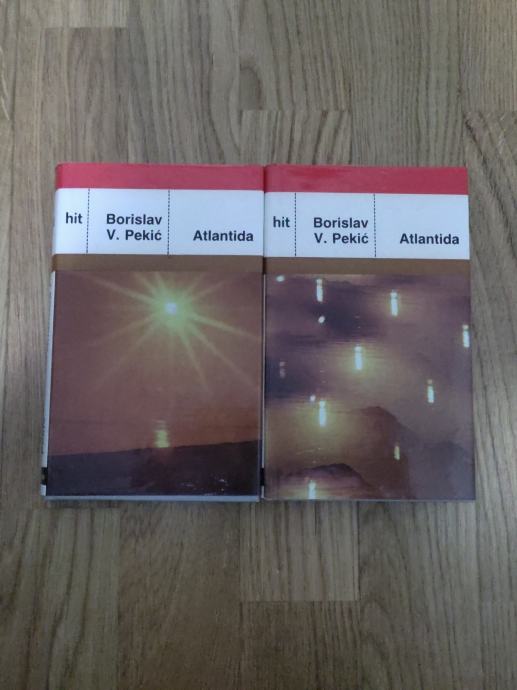 hit
Borislav
V. Pekić
Atlantida
hit
Borislav
V. Pekić
Atlantida